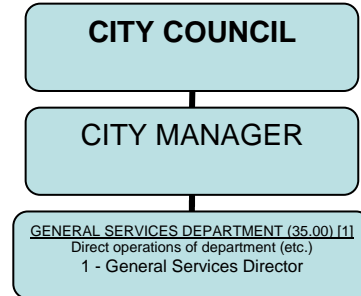 CITY COUNCIL
CITY MANAGER
GENERAL SERVICES DEPARTMENT (35.00) [1]
Direct operations of department (etc.)
1 - General Services Director